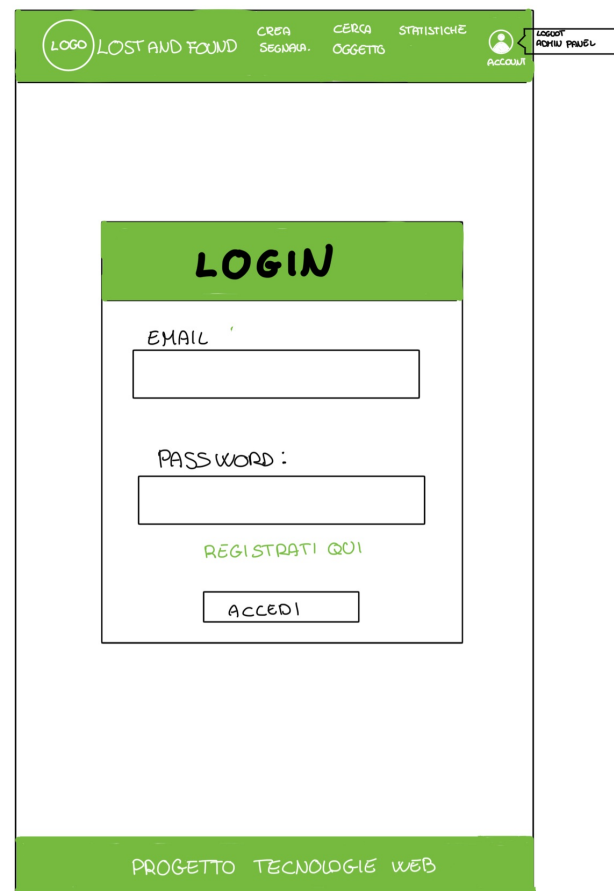 LOGO
LOST AND FOUND
CREA
SEGNALA.
CERCA
OGGETTO
STATISTICHE
ACCOUNT
LOGOUT
ADMIN PANEL
LOGIN
EMAIL
PASSWORD:
REGISTRATI QUI
ACCEDI
PROGETTO TECNOLOGIE WEB